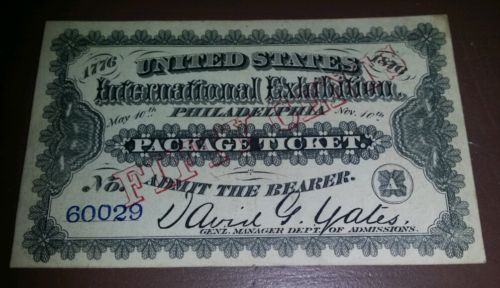 1776 UNITED STATES 1876
International Exhibition,
May 10th PHILADELPHIA Nov. 10th
PACKAGE TICKET.
FIFTY CENTS
No. ADMIT THE BEARER.
60029
David G. Yates.
GENL. MANAGER DEPT. OF ADMISSIONS.